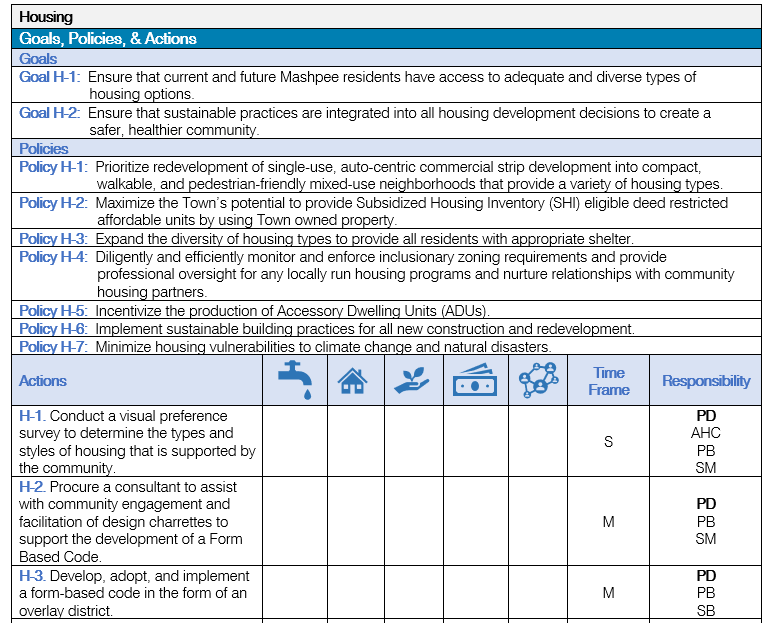 Housing
Goals, Policies, & Actions
Goals
Goal H-1: Ensure that current and future Mashpee residents have access to adequate and diverse types of
housing options.
Goal H-2: Ensure that sustainable practices are integrated into all housing development decisions to create a
safer, healthier community.
Policies
Policy H-1: Prioritize redevelopment of single-use, auto-centric commercial strip development into compact,
walkable, and pedestrian-friendly mixed-use neighborhoods that provide a variety of housing types.
Policy H-2: Maximize the Town's potential to provide Subsidized Housing Inventory (SHI) eligible deed restricted
affordable units by using Town owned property.
Policy H-3: Expand the diversity of housing types to provide all residents with appropriate shelter.
Policy H-4: Diligently and efficiently monitor and enforce inclusionary zoning requirements and provide
professional oversight for any locally run housing programs and nurture relationships with community
housing partners.
Policy H-5: Incentivize the production of Accessory Dwelling Units (ADUs).
Policy H-6: Implement sustainable building practices for all new construction and redevelopment.
Policy H-7: Minimize housing vulnerabilities to climate change and natural disasters.
Actions
Time
Frame
Responsibility
H-1. Conduct a visual preference
survey to determine the types and
styles of housing that is supported by
the community.
S
PD
AHC
PB
SM
H-2. Procure a consultant to assist
with community engagement and
facilitation of design charrettes to
support the development of a Form
Based Code.
M
PD
PB
SM
H-3. Develop, adopt, and implement
a form-based code in the form of an
overlay district.
M
PD
PB
SB